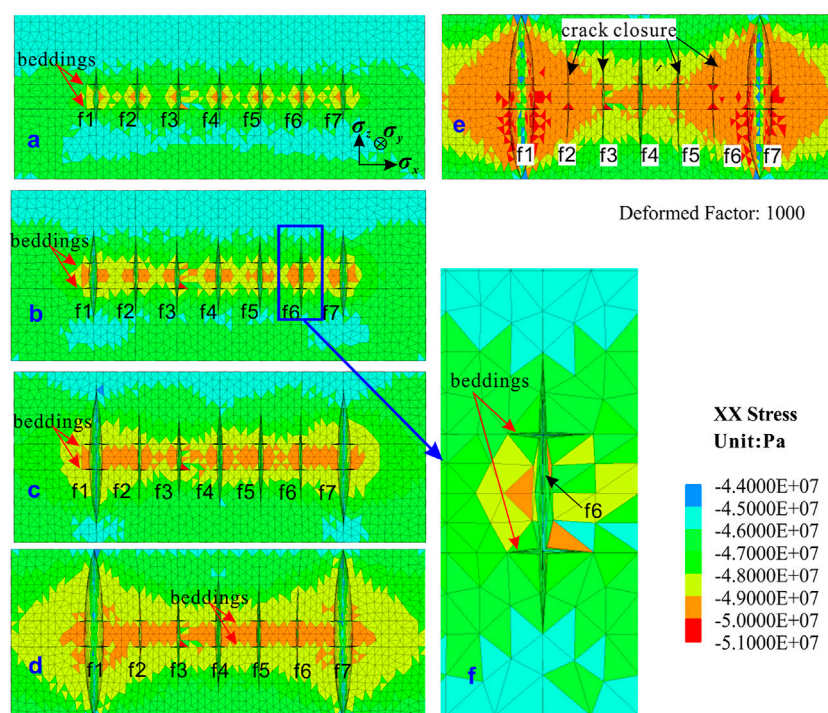 beddings
f1 f2 f3 f4 f5 f6 f7
a
σz σy
σx
beddings
f1 f2 f3 f4 f5 f6 f7
b
beddings
f1 f2 f3 f4 f5 f6 f7
c
beddings
f1 f2 f3 f4 f5 f6 f7
d
crack closure
e
f1 f2 f3 f4 f5 f6 f7
Deformed Factor: 1000
beddings
f6
f
XX Stress
Unit:Pa
-4.4000E+07
-4.5000E+07
-4.6000E+07
-4.7000E+07
-4.8000E+07
-4.9000E+07
-5.0000E+07
-5.1000E+07